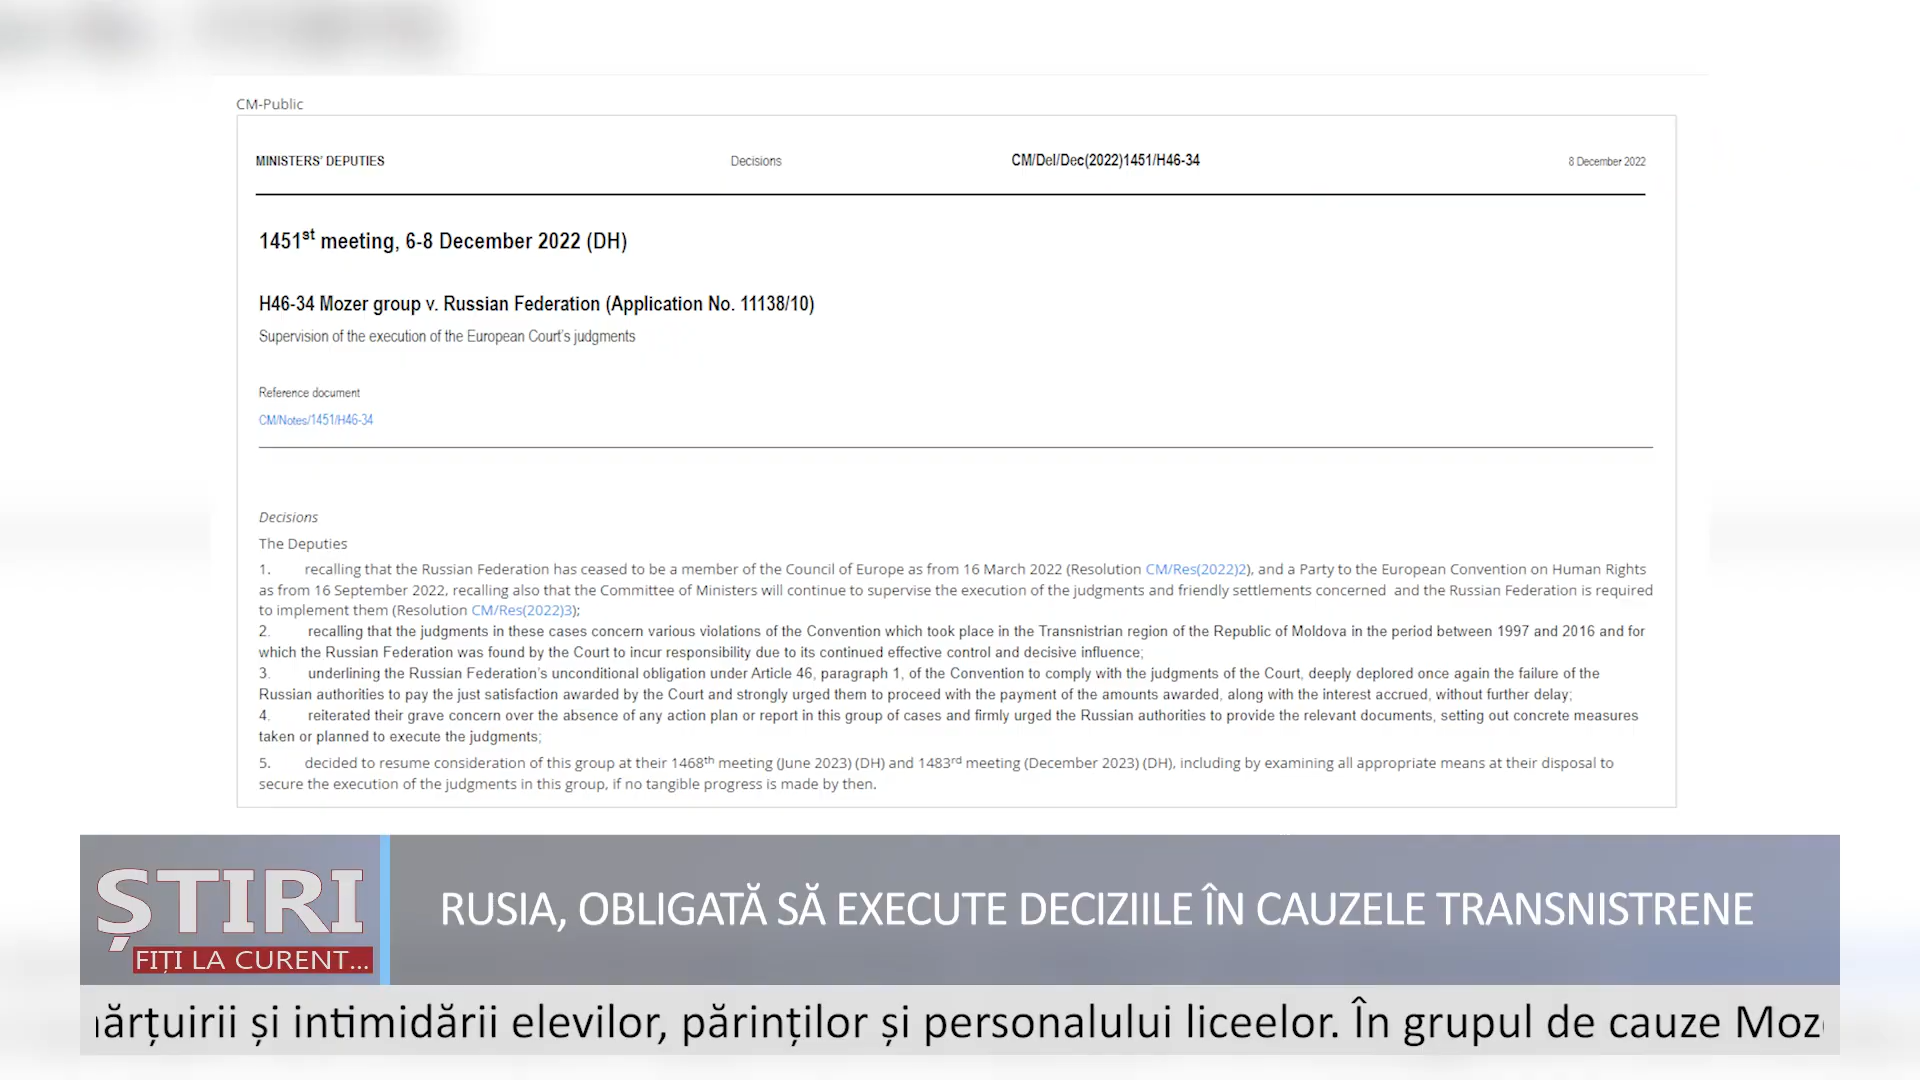 CM-Public
MINISTERS' DEPUTIES Decisions CM/Del/Dec(2022)1451/H46-34 8 December 2022
1451st meeting, 6-8 December 2022 (DH)
H46-34 Mozer group v. Russian Federation (Application No. 11138/10)
Supervision of the execution of the European Court's judgments
Reference document
CM/Notes/1451/H46-34
Decisions
The Deputies
1. recalling that the Russian Federation has ceased to be a member of the Council of Europe as from 16 March 2022 (Resolution CM/Res(2022)2), and a Party to the European Convention on Human Rights
as from 16 September 2022, recalling also that the Committee of Ministers will continue to supervise the execution of the judgments and friendly settlements concerned and the Russian Federation is required
to implement them (Resolution CM/Res(2022)3);
2. recalling that the judgments in these cases concern various violations of the Convention which took place in the Transnistrian region of the Republic of Moldova in the period between 1997 and 2016 and for
which the Russian Federation was found by the Court to incur responsibility due to its continued effective control and decisive influence;
3. underlining the Russian Federation's unconditional obligation under Article 46, paragraph 1, of the Convention to comply with the judgments of the Court, deeply deplored once again the failure of the
Russian authorities to pay the just satisfaction awarded by the Court and strongly urged them to proceed with the payment of the amounts awarded, along with the interest accrued, without further delay;
4. reiterated their grave concern over the absence of any action plan or report in this group of cases and firmly urged the Russian authorities to provide the relevant documents, setting out concrete measures
taken or planned to execute the judgments;
5. decided to resume consideration of this group at their 1468th meeting (June 2023) (DH) and 1483rd meeting (December 2023) (DH), including by examining all appropriate means at their disposal to
secure the execution of the judgments in this group, if no tangible progress is made by then.
ȘTIRI
FIȚI LA CURENT...
RUSIA, OBLIGATĂ SĂ EXECUTE DECIZIILE ÎN CAUZELE TRANSNISTRENE
și intimidării elevilor, părinților și personalului liceelor. În grupul de cauze